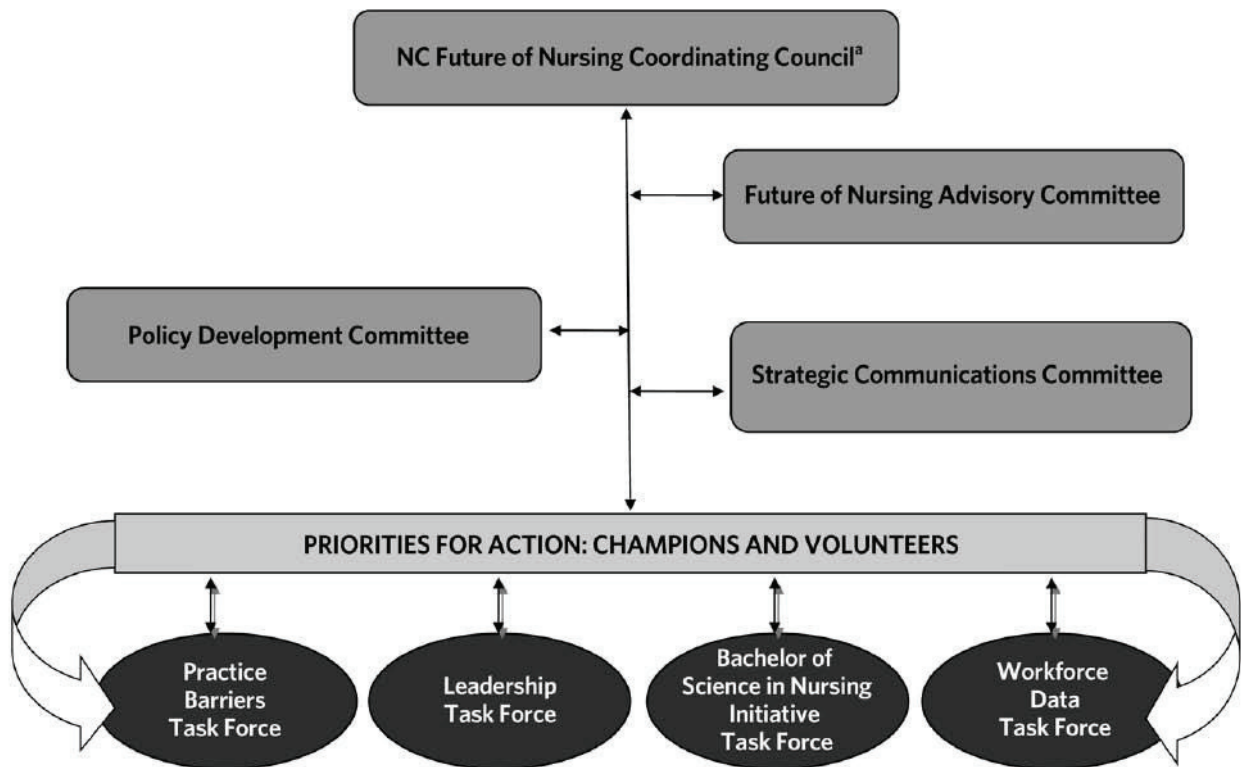 NC Future of Nursing Coordinating Councilᵃ
Future of Nursing Advisory Committee
Policy Development Committee
Strategic Communications Committee
PRIORITIES FOR ACTION: CHAMPIONS AND VOLUNTEERS
Practice
Barriers
Task Force
Leadership
Task Force
Bachelor of
Science in Nursing
Initiative
Task Force
Workforce
Data
Task Force